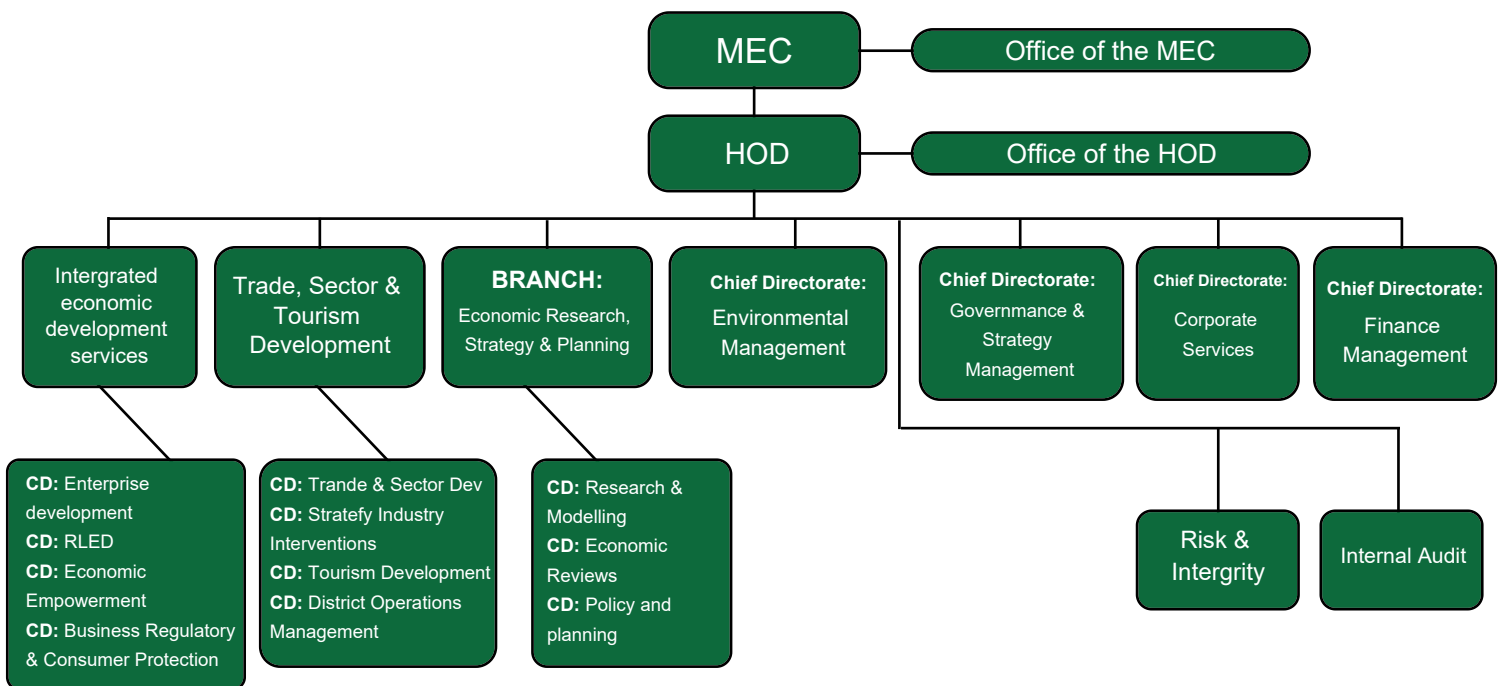 MEC
Office of the MEC
HOD
Office of the HOD
Intergrated
economic
development
services
Trade, Sector &
Tourism
Development
BRANCH:
Economic Research,
Strategy & Planning
Chief Directorate:
Environmental
Management
Chief Directorate:
Governmance &
Strategy
Management
Chief Directorate:
Corporate
Services
Chief Directorate:
Finance
Management
CD: Enterprise
development
CD: RLED
CD: Economic
Empowerment
CD: Business Regulatory
& Consumer Protection
CD: Trande & Sector Dev
CD: Stratefy Industry
Interventions
CD: Tourism Development
CD: District Operations
Management
CD: Research &
Modelling
CD: Economic
Reviews
CD: Policy and
planning
Risk &
Intergrity
Internal Audit